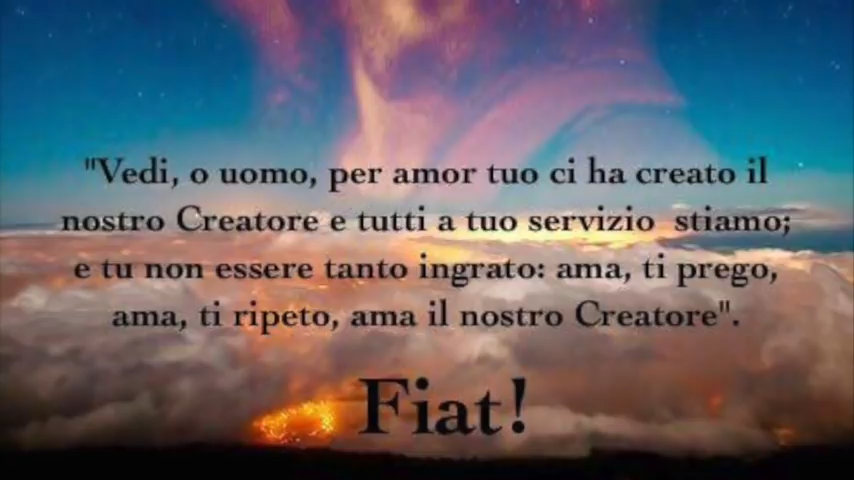 "Vedi, o uomo, per amor tuo ci ha creato il
nostro Creatore e tutti a tuo servizio stiamo;
e tu non essere tanto ingrato: ama, ti prego,
ama, ti ripeto, ama il nostro Creatore".
Fiat!